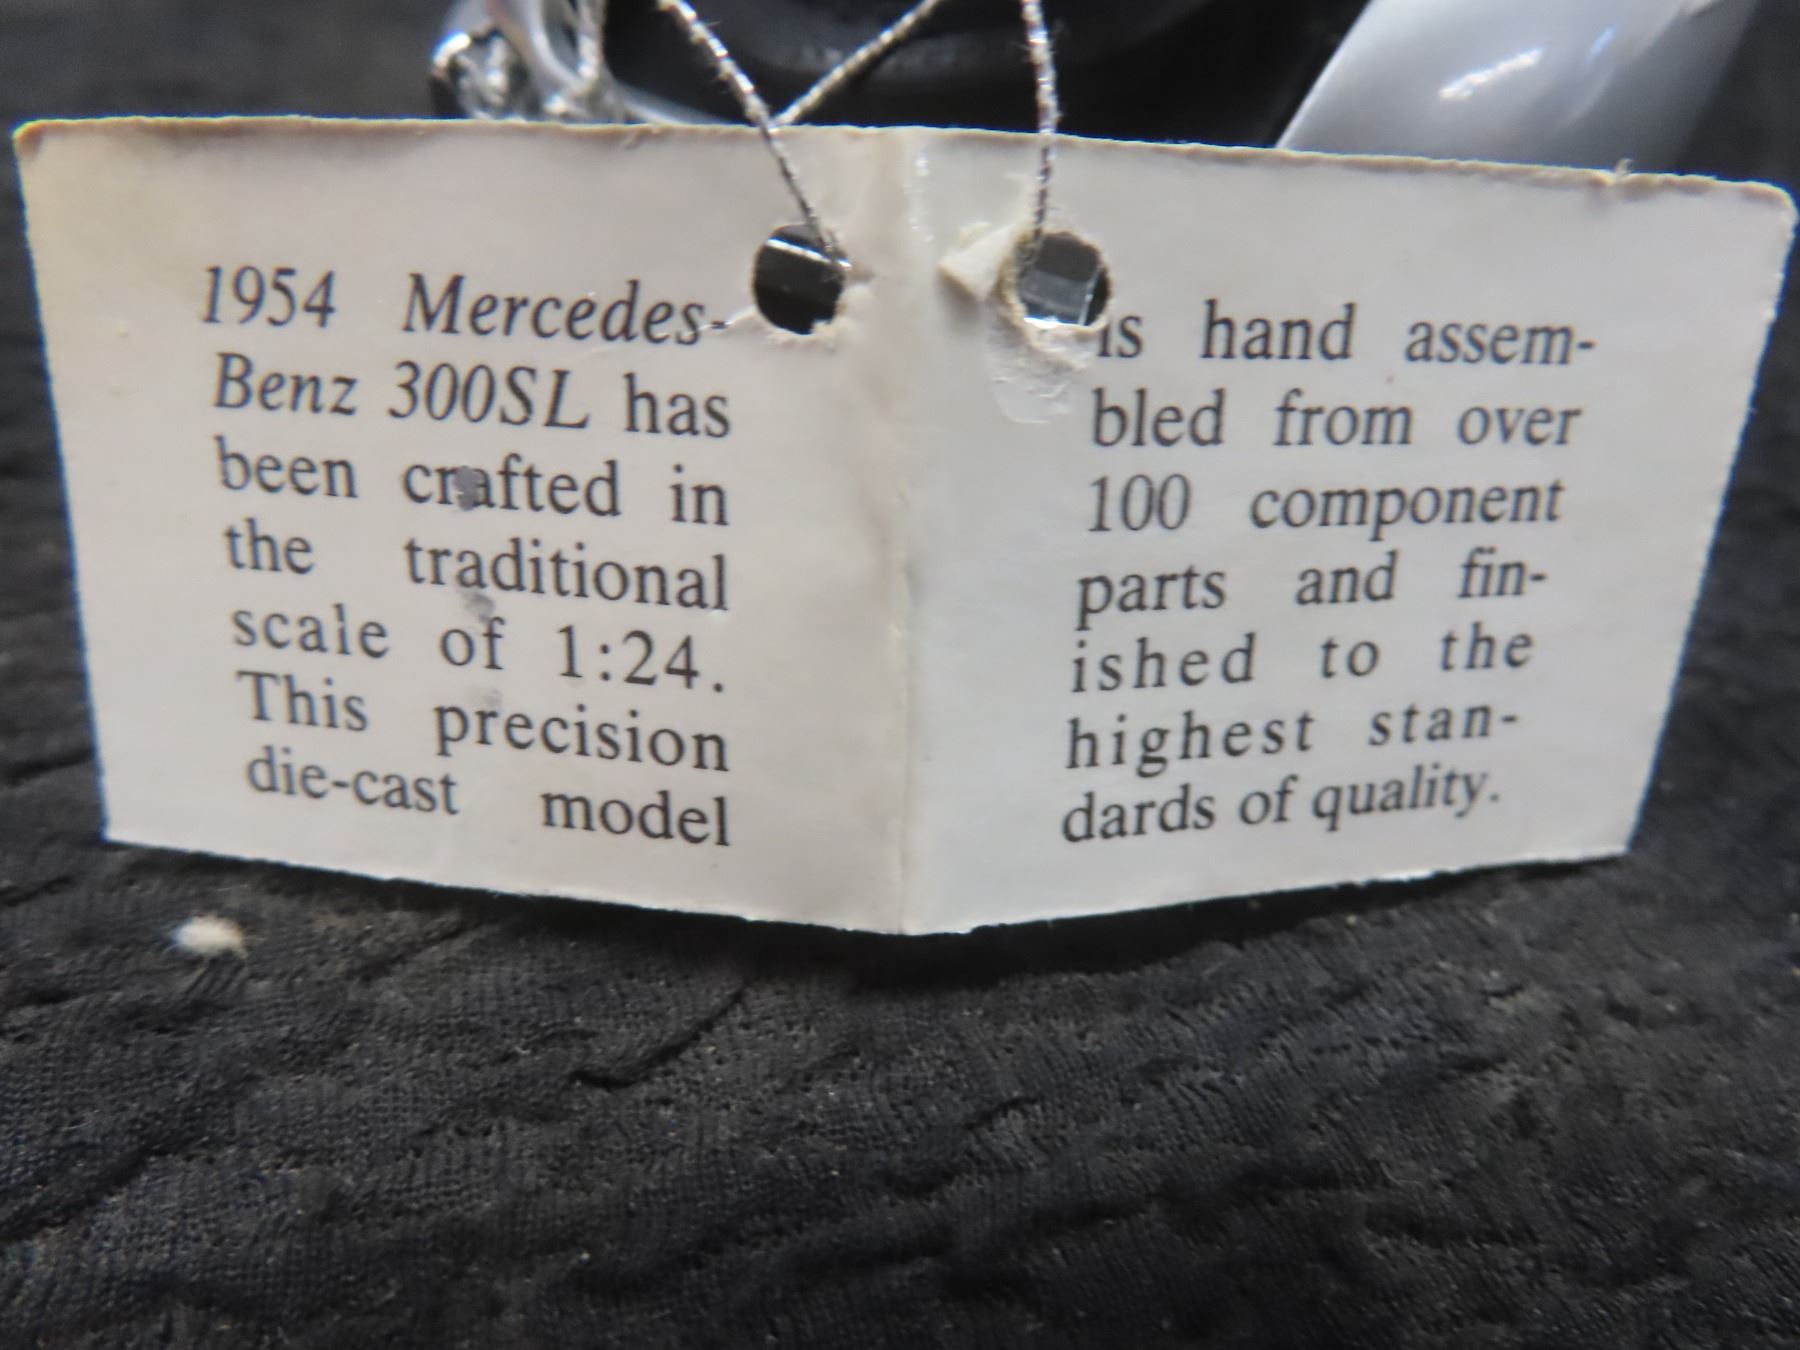 1954 Mercedes-
Benz 300SL has
been crafted in
the traditional
scale of 1:24.
This precision
die-cast model
is hand assem-
bled from over
100 component
parts and fin-
ished to the
highest stan-
dards of quality.